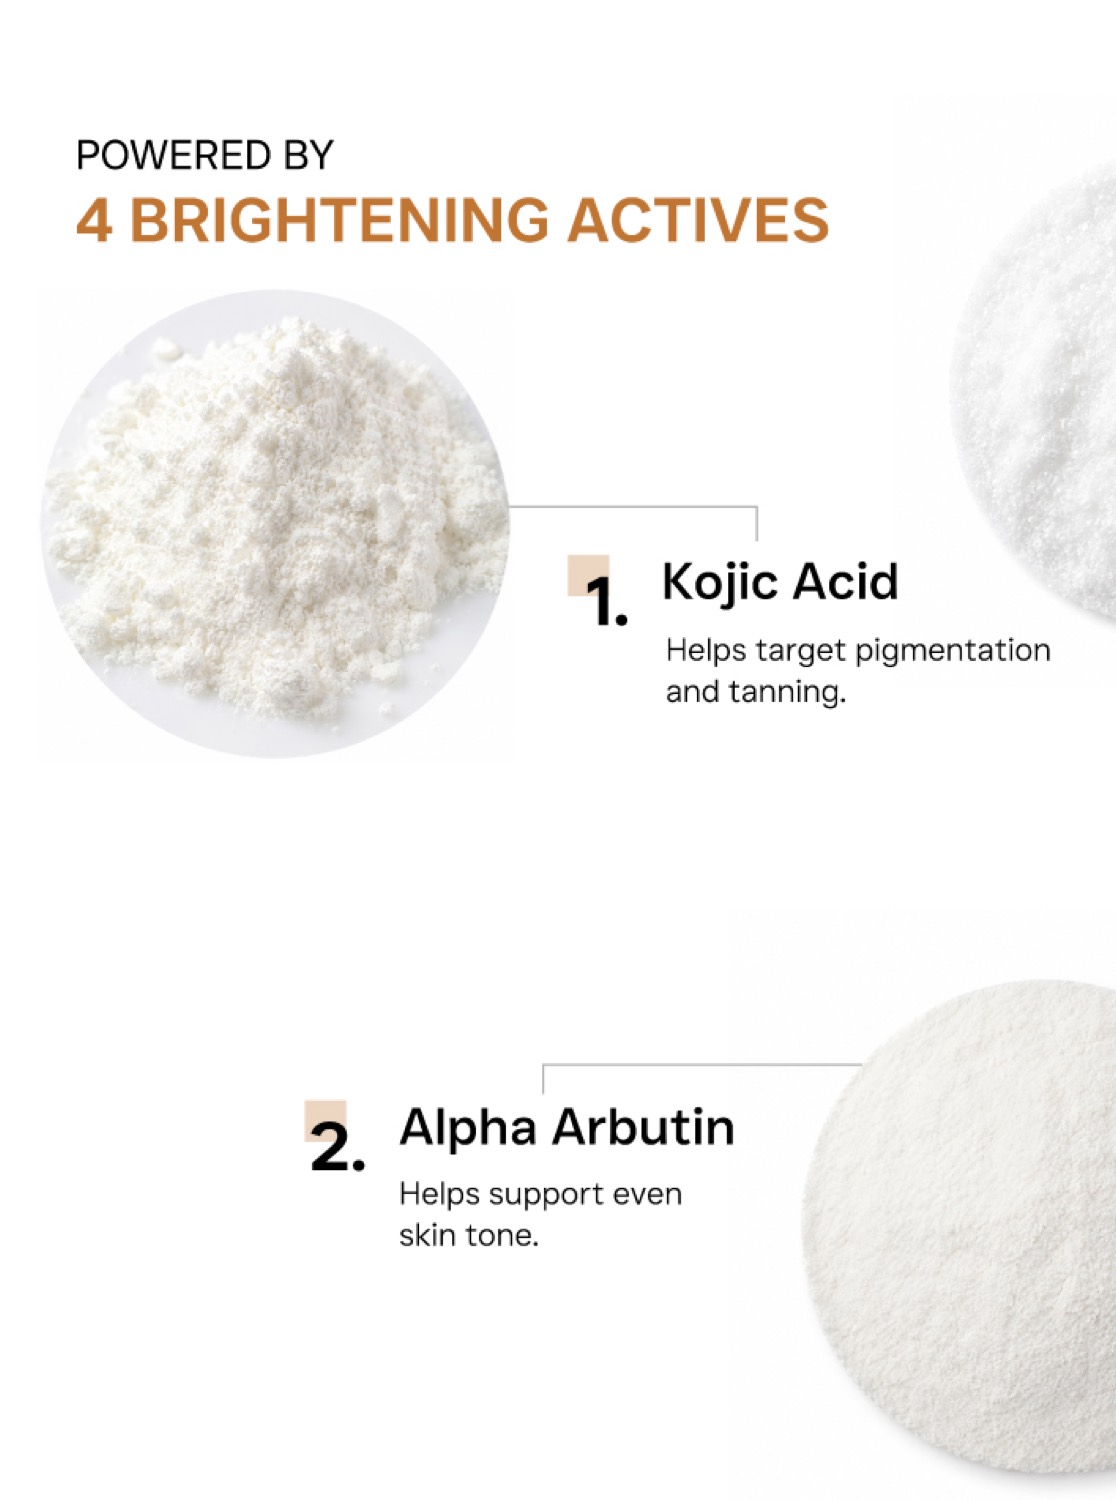 POWERED BY
4 BRIGHTENING ACTIVES
1.
Kojic Acid
Helps target pigmentation
and tanning.
2.
Alpha Arbutin
Helps support even
skin tone.